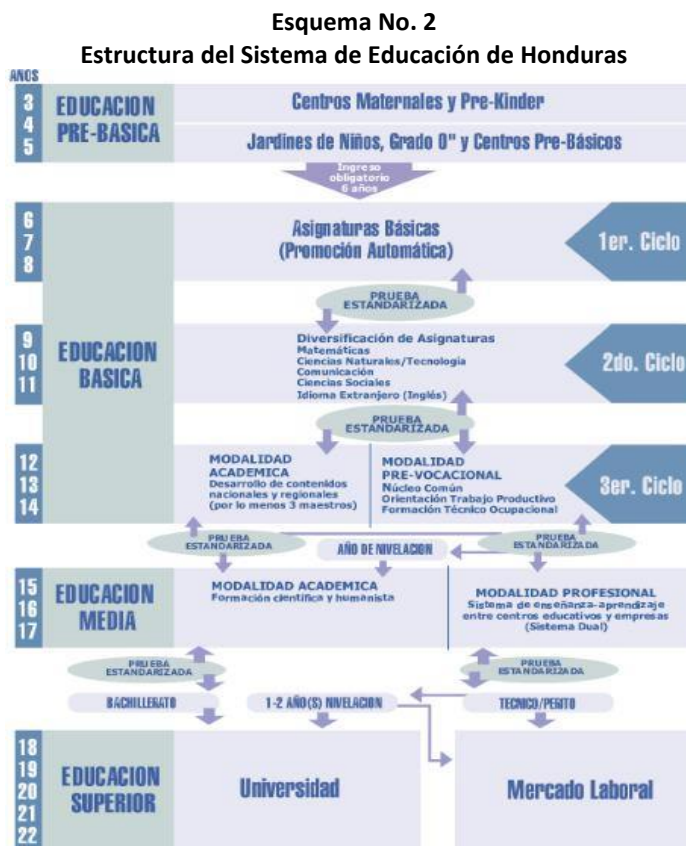 Esquema No. 2
Estructura del Sistema de Educación de Honduras
AÑOS
3
4
5
EDUCACION
PRE-BASICA
Centros Maternales y Pre-Kinder
Jardines de Niños, Grado 0" y Centros Pre-Básicos
Ingreso
obligatorio
6 años
6
7
8
Asignaturas Básicas
(Promoción Automática)
1er. Ciclo
PRUEBA
ESTANDARIZADA
9
10
11
EDUCACION
BASICA
Diversificación de Asignaturas
Matemáticas
Ciencias Naturales/Tecnología
Comunicación
Ciencias Sociales
Idioma Extranjero (Inglés)
2do. Ciclo
PRUEBA
ESTANDARIZADA
12
13
14
MODALIDAD
ACADEMICA
Desarrollo de contenidos
nacionales y regionales
(por lo menos 3 maestros)
MODALIDAD
PRE-VOCACIONAL
Núcleo Común
Orientación Trabajo Productivo
Formación Técnico Ocupacional
3er. Ciclo
PRUEBA
ESTANDARIZADA
AÑO DE NIVELACION
PRUEBA
ESTANDARIZADA
15
16
17
EDUCACION
MEDIA
MODALIDAD ACADEMICA
Formación científica y humanista
MODALIDAD PROFESIONAL
Sistema de enseñanza-aprendizaje
entre centros educativos y empresas
(Sistema Dual)
PRUEBA
ESTANDARIZADA
PRUEBA
ESTANDARIZADA
BACHILLERATO
1-2 AÑO(S) NIVELACION
TECNICO/PERITO
18
19
20
21
22
EDUCACION
SUPERIOR
Universidad
Mercado Laboral